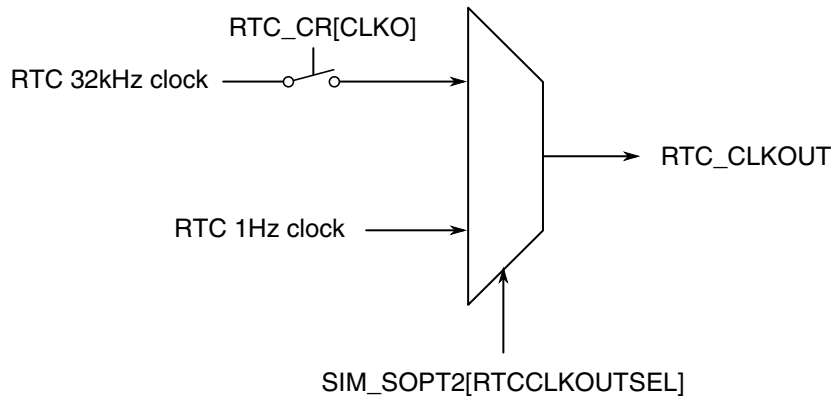 RTC_CR[CLKO]
RTC 32kHz clock
RTC_CLKOUT
RTC 1Hz clock
SIM_SOPT2[RTCCLKOUTSEL]